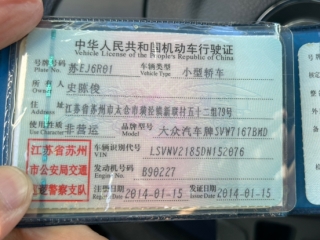 中华人民共和国机动车行驶证
Vehicle License of the People's Republic of China
号牌号码 Plate No. 苏EJ6R01 车辆类型 Vehicle Type 小型轿车
所有人 Owner 史陈俊
住址 Address 江苏省苏州市太仓市璜泾镇新联村五十二组79号
使用性质 Use Character 非营运 品牌型号 Model 大众汽车牌SVW7167BMD
江苏省苏州 车辆识别代号 VIN LSVNV2185DN152076
市公安局交通 发动机号码 Engine No. B90227
巡逻警察支队 注册日期 Register Date 2014-01-15 发证日期 Issue Date 2014-01-15